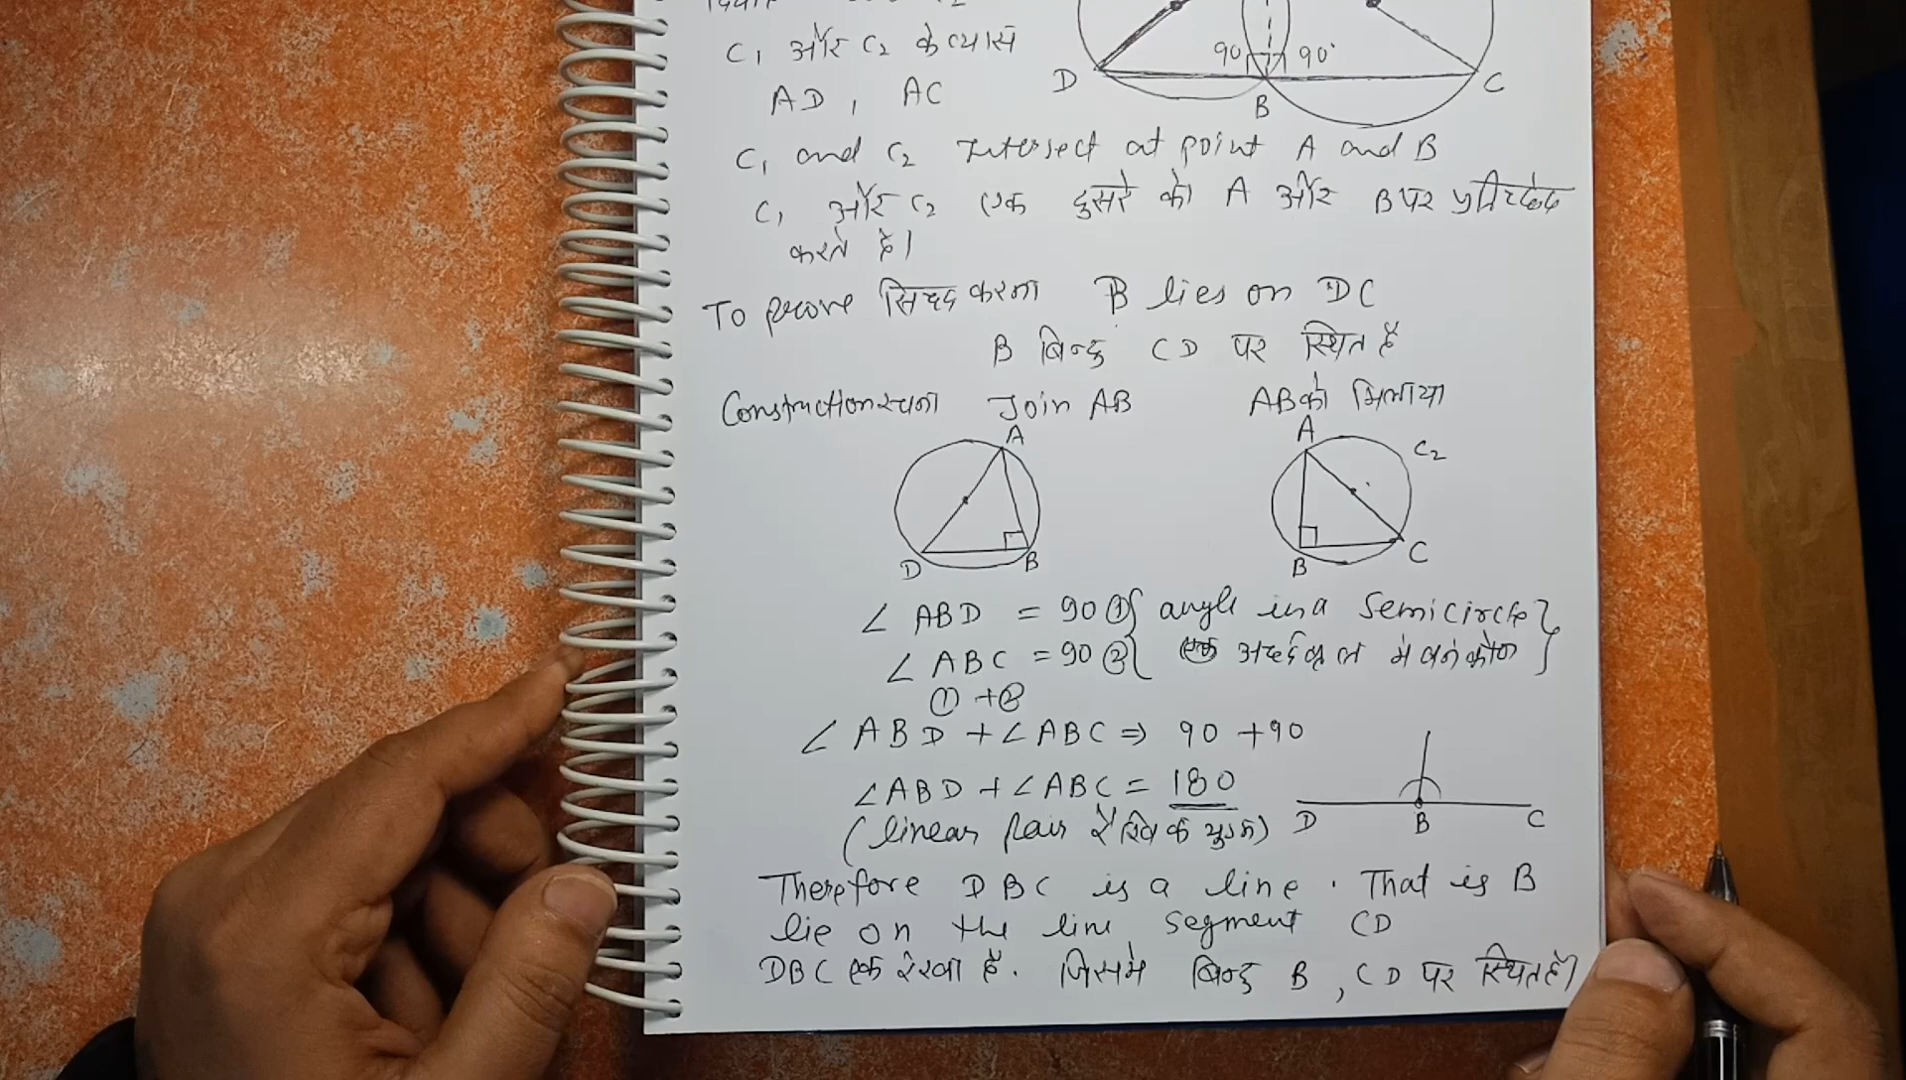 C₁ और C₂ के व्यास
AD, AC
90 90°
D B C
C₁ and C₂ Intersect at point A and B
C₁ और C₂ एक दुसरे को A और B पर प्रतिच्छेद
करते है।
To prove सिद्ध करना B lies on DC
B बिन्दु CD पर स्थित है
Construction रचना Join AB AB को मिलाया
A A C₂
D B B C
∠ABD = 90 ① { angle in a semicircle }
∠ABC = 90 ② { एक अर्द्धवृत में बने कोण }
① + ②
∠ABD + ∠ABC ⇒ 90 + 90
∠ABD + ∠ABC = 180
(linear pair रैखिक युग्म) D B C
Therefore DBC is a line. That is B
lie on the line segment CD
DBC एक रेखा है. जिसमे बिन्दु B, CD पर स्थित है।